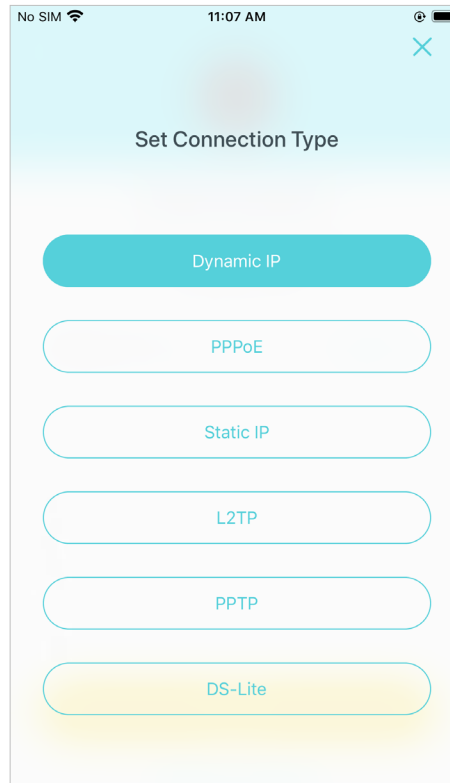 No SIM 11:07 AM
Set Connection Type
Dynamic IP
PPPoE
Static IP
L2TP
PPTP
DS-Lite